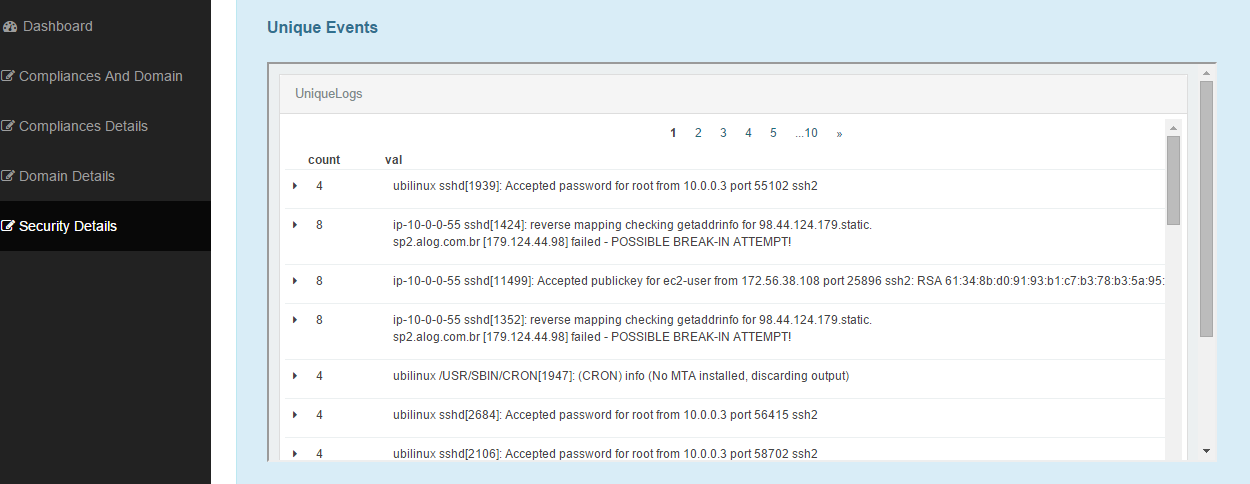 Dashboard
Compliances And Domain
Compliances Details
Domain Details
Security Details
Unique Events
UniqueLogs
1 2 3 4 5 ...10 »
count val
4 ubilinux sshd[1939]: Accepted password for root from 10.0.0.3 port 55102 ssh2
8 ip-10-0-0-55 sshd[1424]: reverse mapping checking getaddrinfo for 98.44.124.179.static.
sp2.alog.com.br [179.124.44.98] failed - POSSIBLE BREAK-IN ATTEMPT!
8 ip-10-0-0-55 sshd[11499]: Accepted publickey for ec2-user from 172.56.38.108 port 25896 ssh2: RSA 61:34:8b:d0:91:93:b1:c7:b3:78:b3:5a:95:
8 ip-10-0-0-55 sshd[1352]: reverse mapping checking getaddrinfo for 98.44.124.179.static.
sp2.alog.com.br [179.124.44.98] failed - POSSIBLE BREAK-IN ATTEMPT!
4 ubilinux /USR/SBIN/CRON[1947]: (CRON) info (No MTA installed, discarding output)
4 ubilinux sshd[2684]: Accepted password for root from 10.0.0.3 port 56415 ssh2
4 ubilinux sshd[2106]: Accepted password for root from 10.0.0.3 port 58702 ssh2